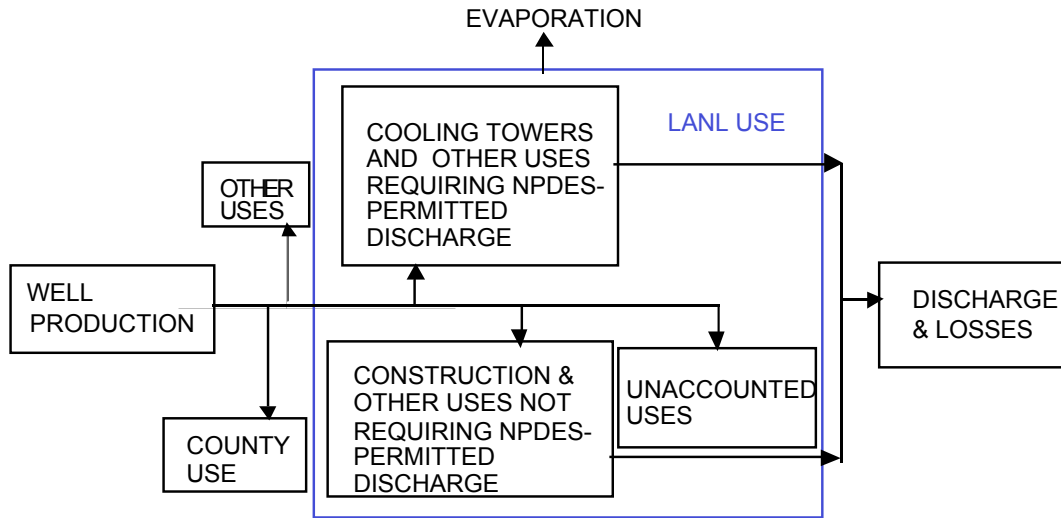 EVAPORATION
LANL USE
COOLING TOWERS
AND OTHER USES
REQUIRING NPDES-
PERMITTED
DISCHARGE
OTHER
USES
WELL
PRODUCTION
DISCHARGE
& LOSSES
CONSTRUCTION &
OTHER USES NOT
REQUIRING NPDES-
PERMITTED
DISCHARGE
UNACCOUNTED
USES
COUNTY
USE